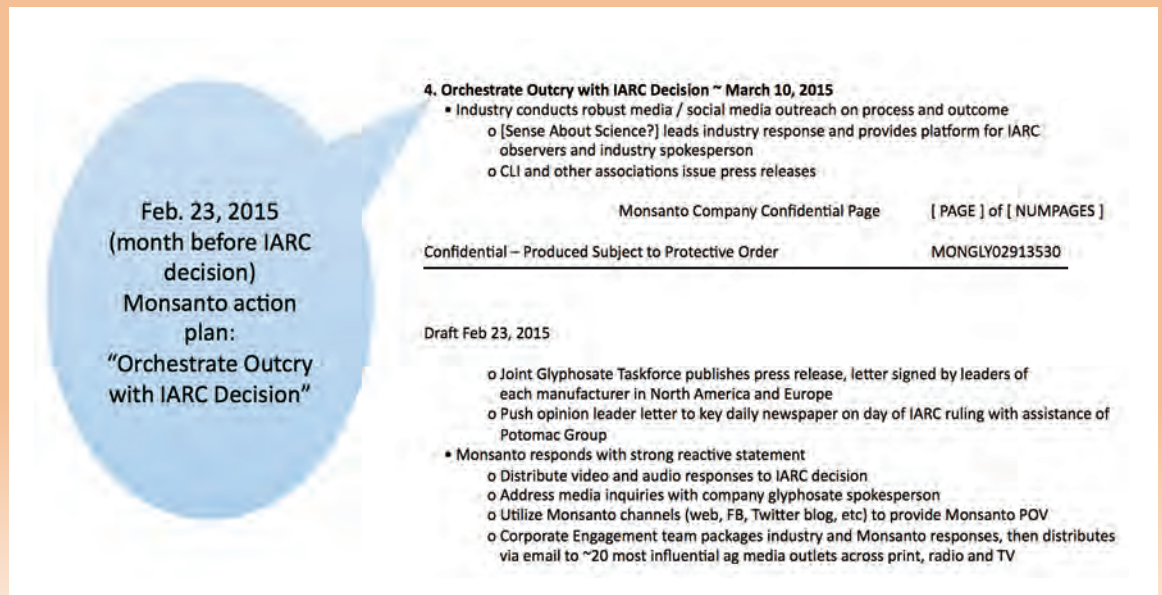 Feb. 23, 2015
(month before IARC
decision)
Monsanto action
plan:
“Orchestrate Outcry
with IARC Decision”
4. Orchestrate Outcry with IARC Decision ~ March 10, 2015
▪ Industry conducts robust media / social media outreach on process and outcome
o [Sense About Science?] leads industry response and provides platform for IARC
observers and industry spokesperson
o CLI and other associations issue press releases
Monsanto Company Confidential Page [ PAGE ] of [ NUMPAGES ]
Confidential – Produced Subject to Protective Order MONGLY02913530
Draft Feb 23, 2015
o Joint Glyphosate Taskforce publishes press release, letter signed by leaders of
each manufacturer in North America and Europe
o Push opinion leader letter to key daily newspaper on day of IARC ruling with assistance of
Potomac Group
▪ Monsanto responds with strong reactive statement
o Distribute video and audio responses to IARC decision
o Address media inquiries with company glyphosate spokesperson
o Utilize Monsanto channels (web, FB, Twitter blog, etc) to provide Monsanto POV
o Corporate Engagement team packages industry and Monsanto responses, then distributes
via email to ~20 most influential ag media outlets across print, radio and TV